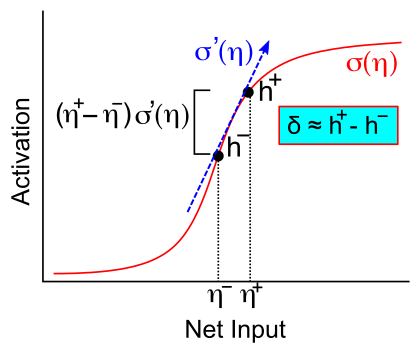 σ'(η)
σ(η)
h⁺
(η⁺– η⁻) σ'(η)
δ ≈ h⁺ - h⁻
h⁻
Activation
η⁻ η⁺
Net Input